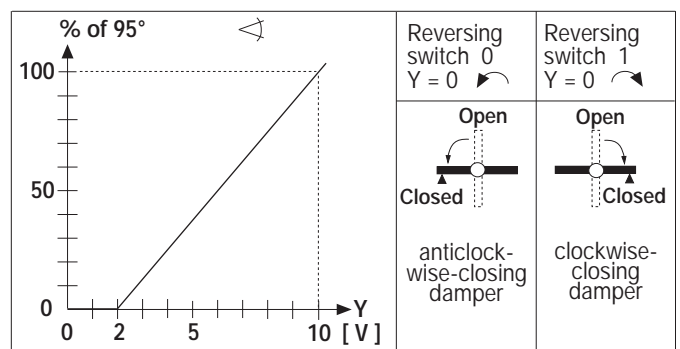 % of 95°
100
50
0
0 2 5 10 [ V ]
Y
Reversing
switch 0
Y = 0
Open
Closed
anticlock-
wise-closing
damper
Reversing
switch 1
Y = 0
Open
Closed
clockwise-
closing
damper